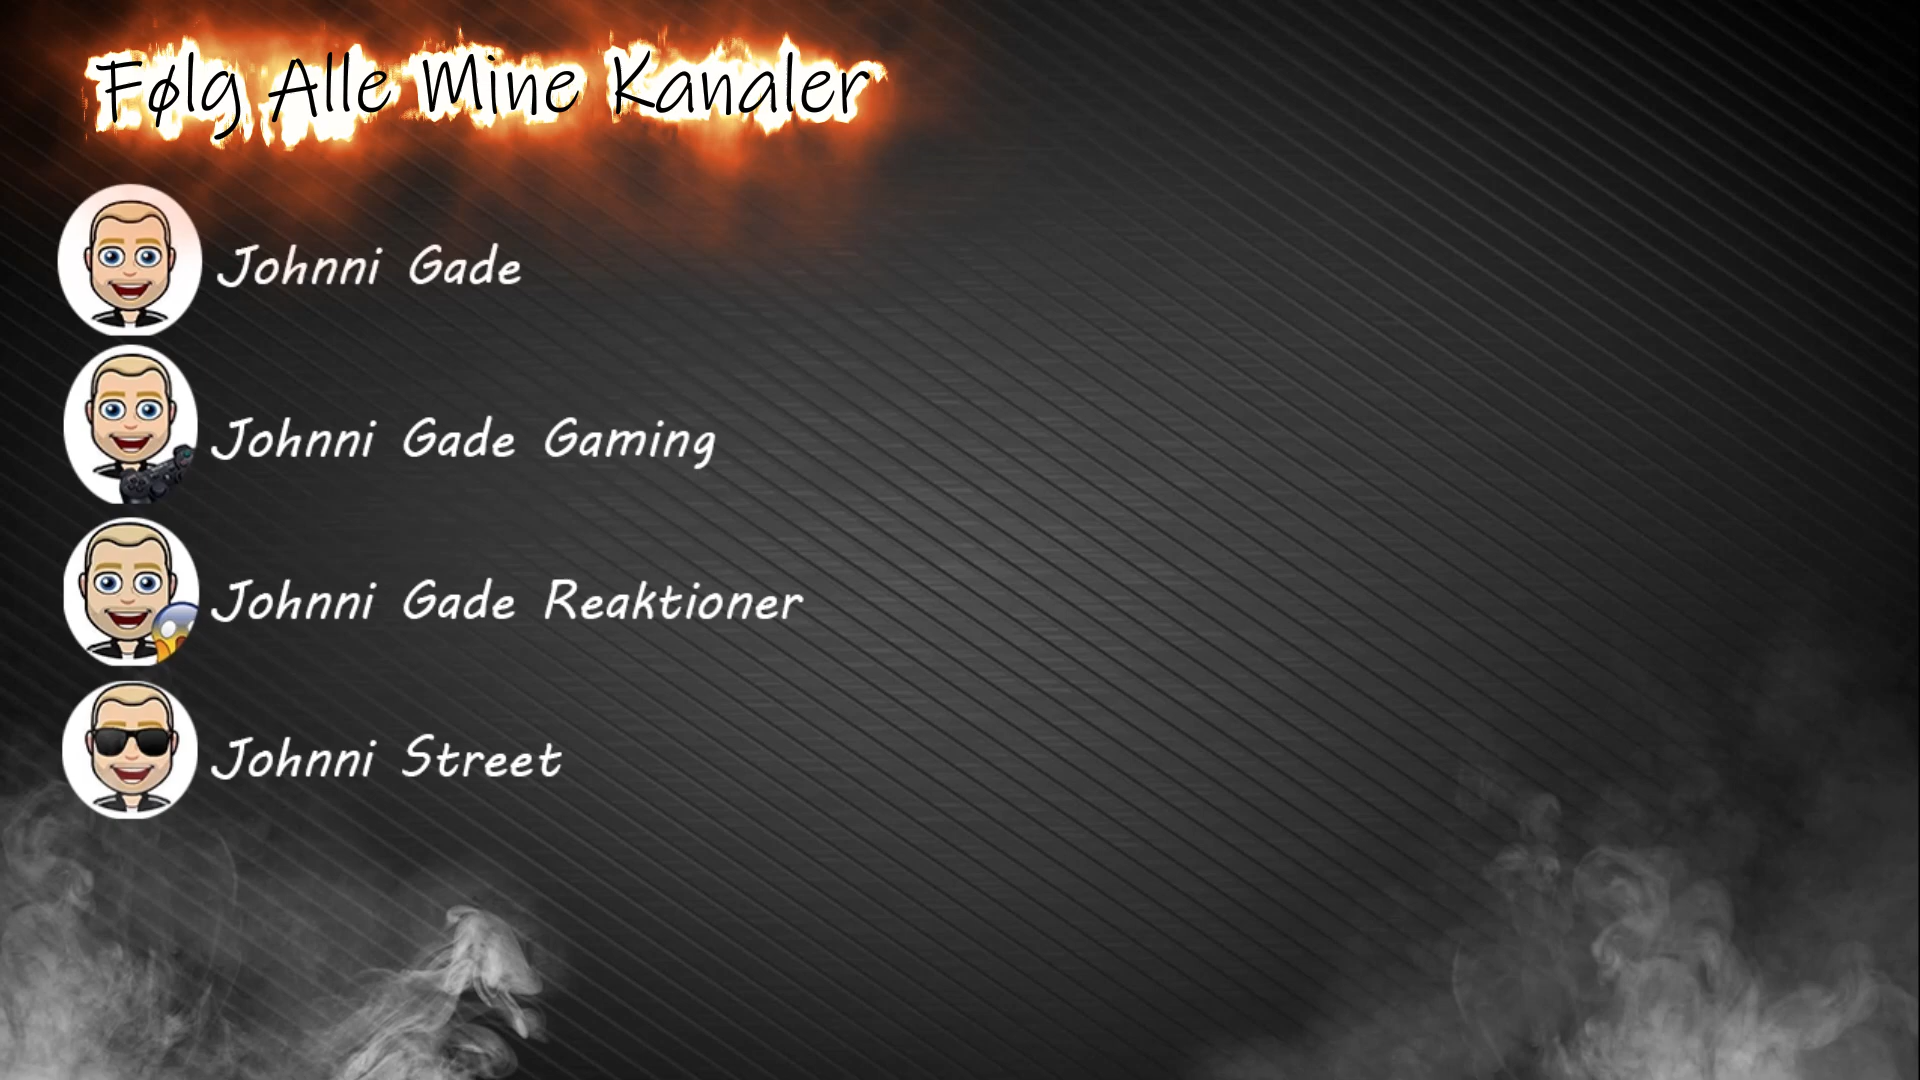 Følg Alle Mine Kanaler
Johnni Gade
Johnni Gade Gaming
Johnni Gade Reaktioner
Johnni Street